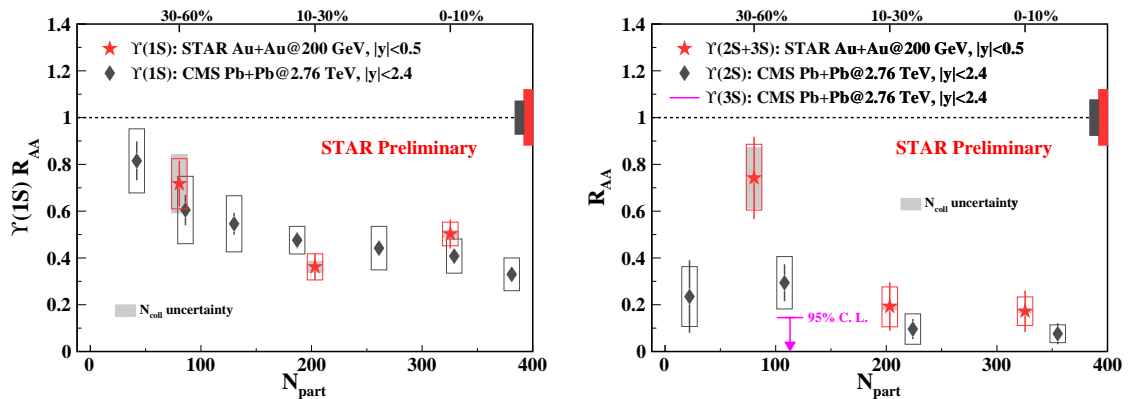 30-60% 10-30% 0-10%
1.4
1.2
1
0.8
0.6
0.4
0.2
0
ϒ(1S) R_AA
ϒ(1S): STAR Au+Au@200 GeV, |y|<0.5
ϒ(1S): CMS Pb+Pb@2.76 TeV, |y|<2.4
STAR Preliminary
N_coll uncertainty
0 100 200 300 400
N_part
30-60% 10-30% 0-10%
1.4
1.2
1
0.8
0.6
0.4
0.2
0
R_AA
ϒ(2S+3S): STAR Au+Au@200 GeV, |y|<0.5
ϒ(2S): CMS Pb+Pb@2.76 TeV, |y|<2.4
ϒ(3S): CMS Pb+Pb@2.76 TeV, |y|<2.4
STAR Preliminary
N_coll uncertainty
95% C. L.
0 100 200 300 400
N_part